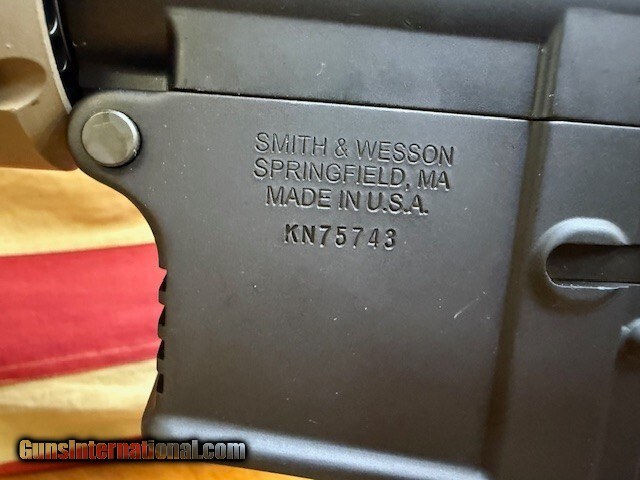 SMITH & WESSON
SPRINGFIELD, MA
MADE IN U.S.A.
KN75743
GunsInternational.com